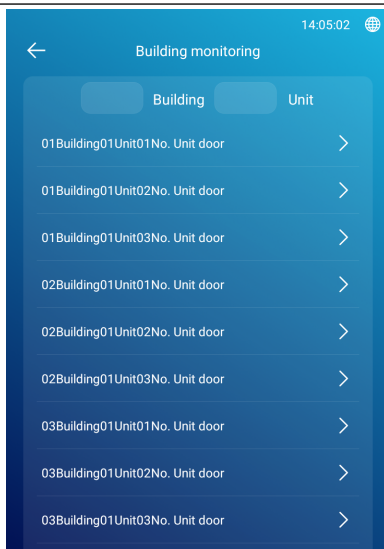 14:05:02
Building monitoring
Building Unit
01Building01Unit01No. Unit door
01Building01Unit02No. Unit door
01Building01Unit03No. Unit door
02Building01Unit01No. Unit door
02Building01Unit02No. Unit door
02Building01Unit03No. Unit door
03Building01Unit01No. Unit door
03Building01Unit02No. Unit door
03Building01Unit03No. Unit door